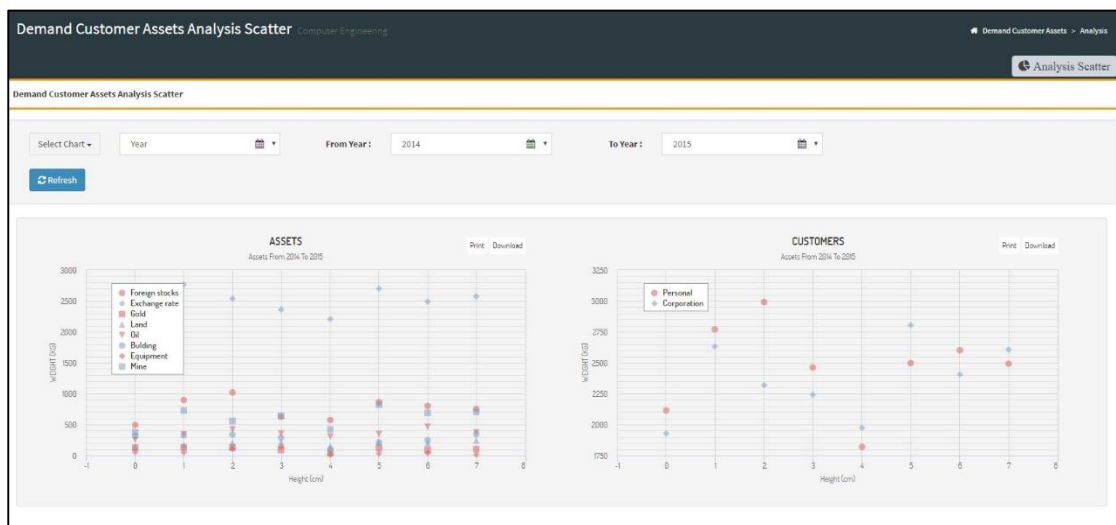 Demand Customer Assets Analysis Scatter Computer Engineering
Demand Customer Assets > Analysis
Analysis Scatter
Demand Customer Assets Analysis Scatter
Select Chart Year From Year : 2014 To Year : 2015
Refresh
ASSETS
Print Download
Assets From 2014 To 2015
3000
2500
2000
1500
1000
500
0
WEIGHT (KG)
Foreign stocks
Exchange rate
Gold
Land
Oil
Bulding
Equipment
Mine
-1 0 1 2 3 4 5 6 7 8
Height (cm)
CUSTOMERS
Print Download
Assets From 2014 To 2015
3250
3000
2750
2500
2250
2000
1750
WEIGHT (KG)
Personal
Corporation
-1 0 1 2 3 4 5 6 7 8
Height (cm)